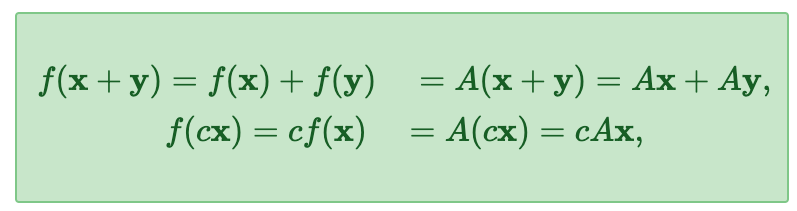 f(x + y) = f(x) + f(y) = A(x + y) = Ax + Ay,
f(cx) = cf(x) = A(cx) = cAx,